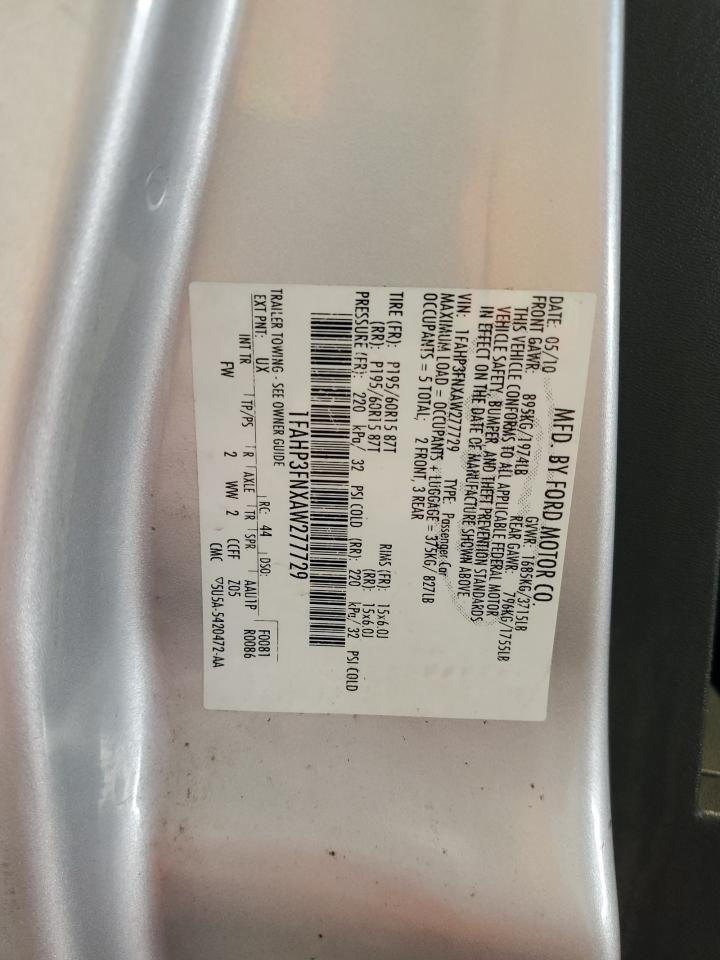 MFD. BY FORD MOTOR CO.
DATE: 05/10 GVWR: 1685KG/3715LB
FRONT GAWR: 895KG/1974LB REAR GAWR: 796KG/1755LB
THIS VEHICLE CONFORMS TO ALL APPLICABLE FEDERAL MOTOR
VEHICLE SAFETY, BUMPER, AND THEFT PREVENTION STANDARDS
IN EFFECT ON THE DATE OF MANUFACTURE SHOWN ABOVE.
VIN: 1FAHP3FNXAW277729 TYPE: Passenger Car
MAXIMUM LOAD = OCCUPANTS + LUGGAGE = 375KG/827LB
OCCUPANTS = 5 TOTAL; 2 FRONT, 3 REAR
TIRE (FR): P195/60R15 87T RIMS (FR): 15x6.0J
(RR): P195/60R15 87T (RR): 15x6.0J
PRESSURE (FR): 220 kPa/ 32 PSI COLD (RR): 220 kPa/ 32 PSI COLD
1FAHP3FNXAW277729
TRAILER TOWING - SEE OWNER GUIDE
EXT PNT: UX RC: 44 DSO: F0081
INT TR TP/PS R AXLE TR SPR AAU1P R0086
FW 2 WW 2 CCFF Z05
CMC ▽5U5A-5420472-AA